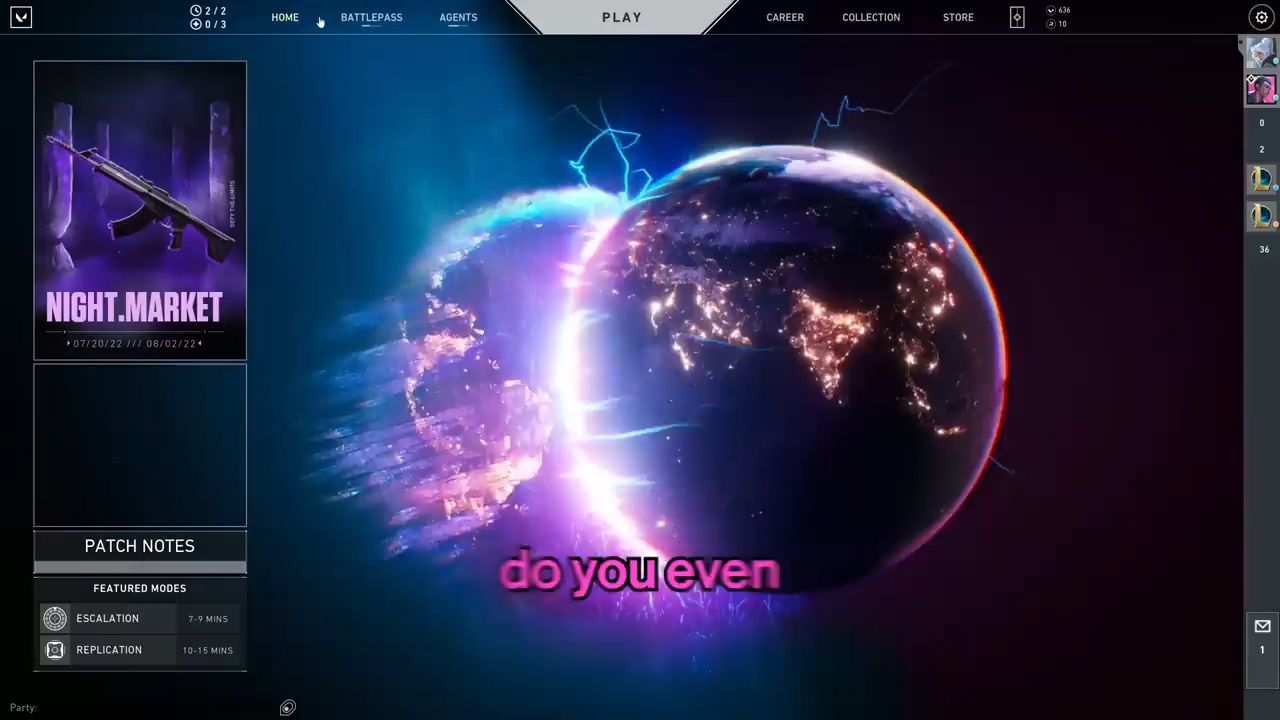 2 / 2
0 / 3
HOME
BATTLEPASS
AGENTS
PLAY
CAREER
COLLECTION
STORE
636
10
DEFY THE LIMITS
NIGHT.MARKET
07/20/22 /// 08/02/22
PATCH NOTES
FEATURED MODES
ESCALATION
7-9 MINS
REPLICATION
10-15 MINS
do you even
0
2
36
1
Party: